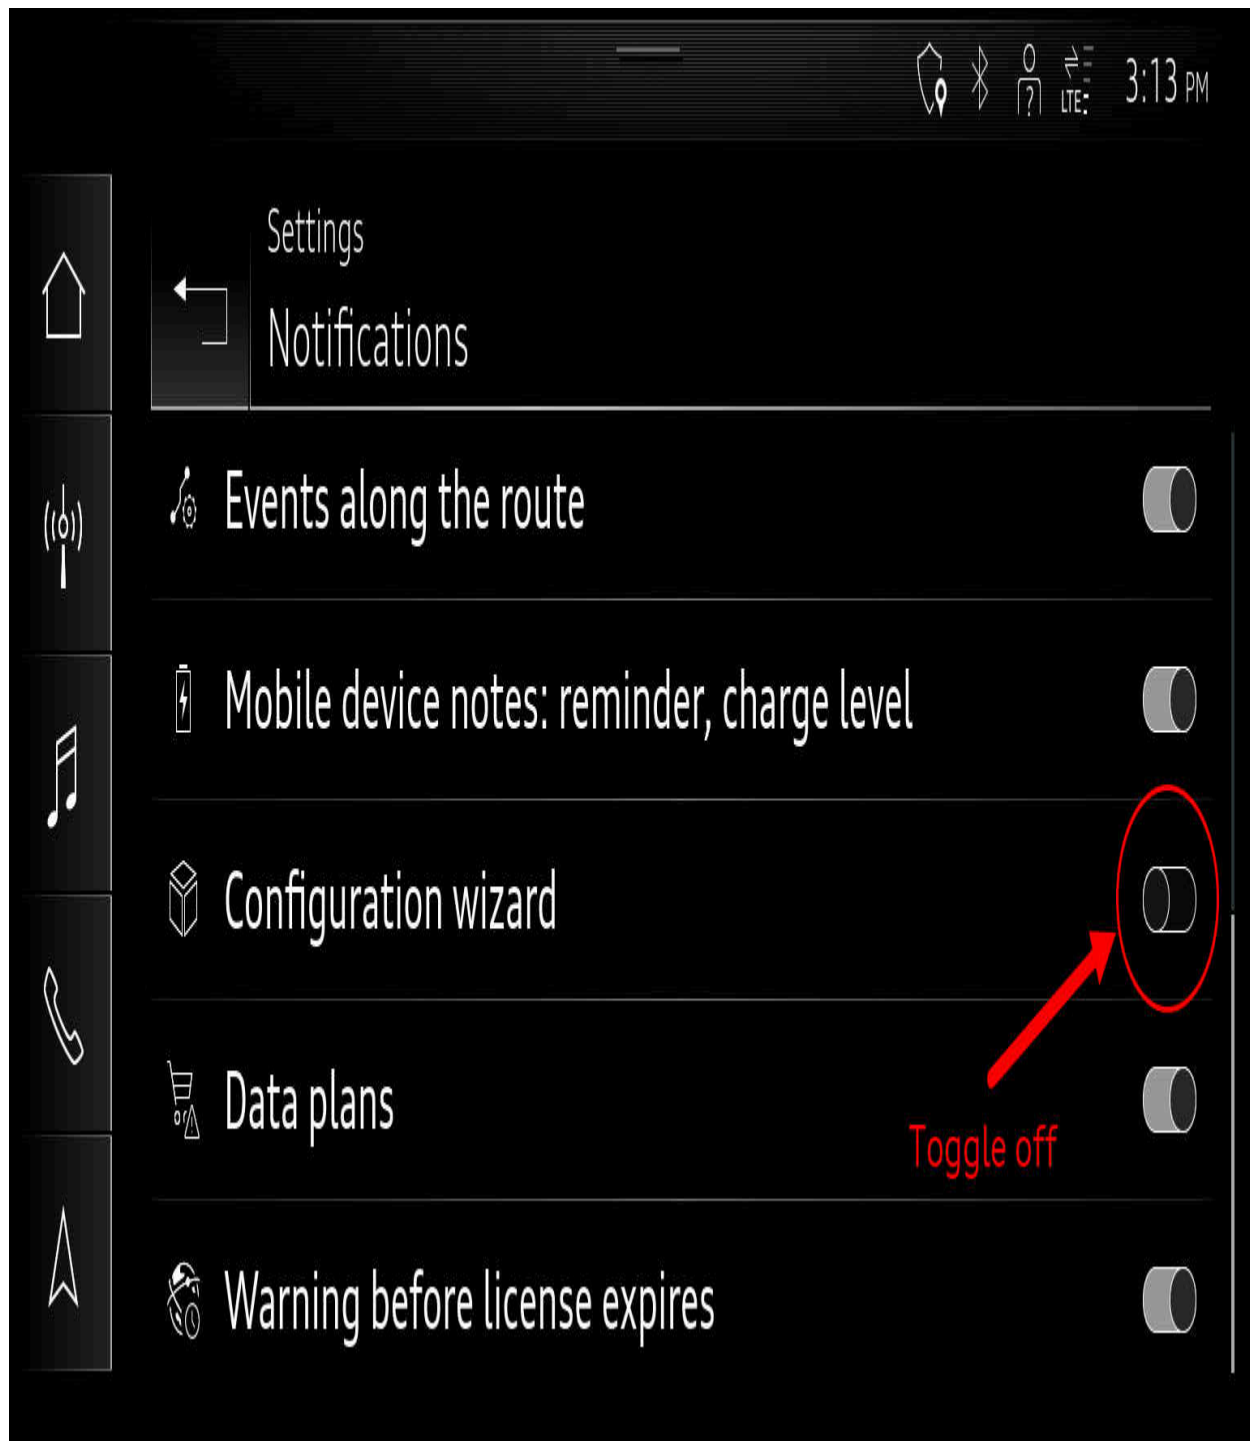 LTE
3:13 PM
Settings
Notifications
Events along the route
Mobile device notes: reminder, charge level
Configuration wizard
Data plans
Toggle off
Warning before license expires